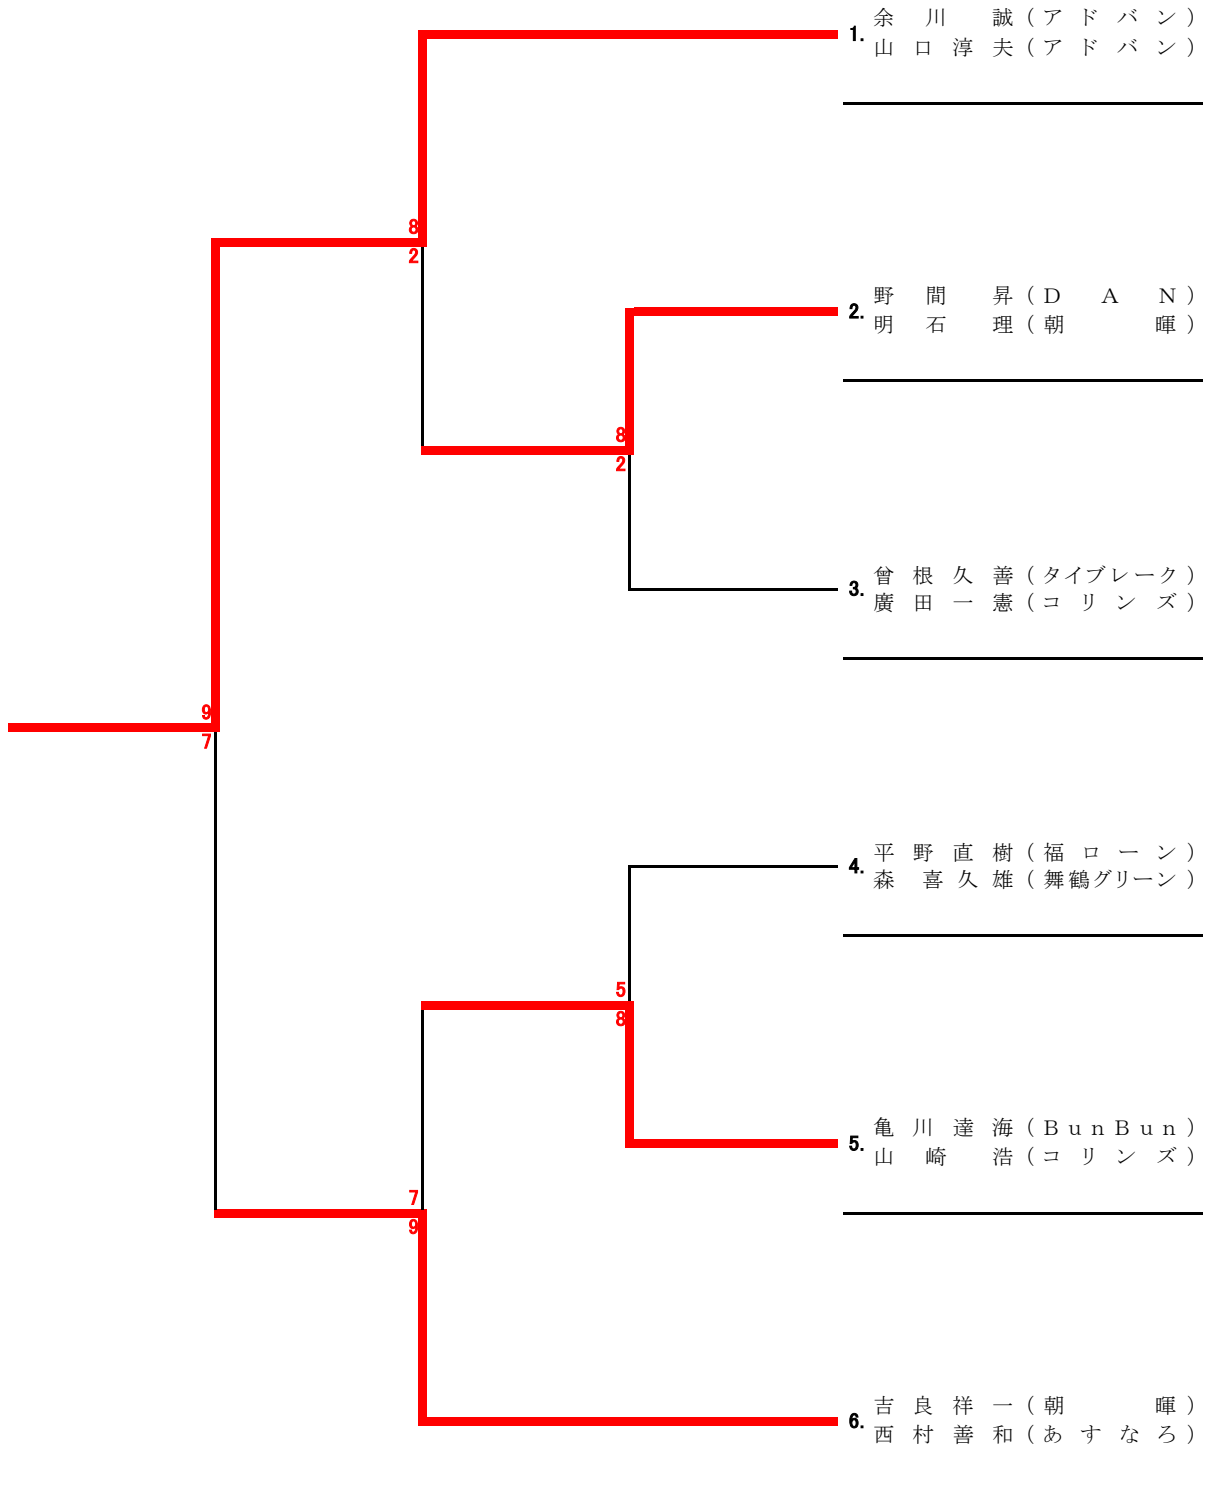 1.
余川 誠(アドバン)
山口淳夫(アドバン)
8
2
2.
野間 昇(DAN)
明石 理(朝暉)
8
2
3.
曾根久善(タイブレーク)
廣田一憲(コリンズ)
9
7
4.
平野直樹(福ローン)
森 喜久雄(舞鶴グリーン)
5
8
5.
亀川達海(BunBun)
山崎 浩(コリンズ)
7
9
6.
吉良祥一(朝暉)
西村善和(あすなろ)